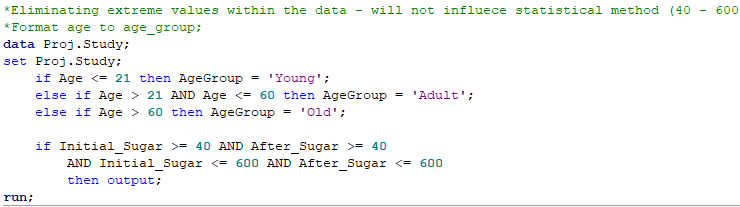 *Eliminating extreme values within the data - will not influece statistical method (40 - 600
*Format age to age_group;
data Proj.Study;
set Proj.Study;
if Age <= 21 then AgeGroup = 'Young';
else if Age > 21 AND Age <= 60 then AgeGroup = 'Adult';
else if Age > 60 then AgeGroup = 'Old';
if Initial_Sugar >= 40 AND After_Sugar >= 40
AND Initial_Sugar <= 600 AND After_Sugar <= 600
then output;
run;